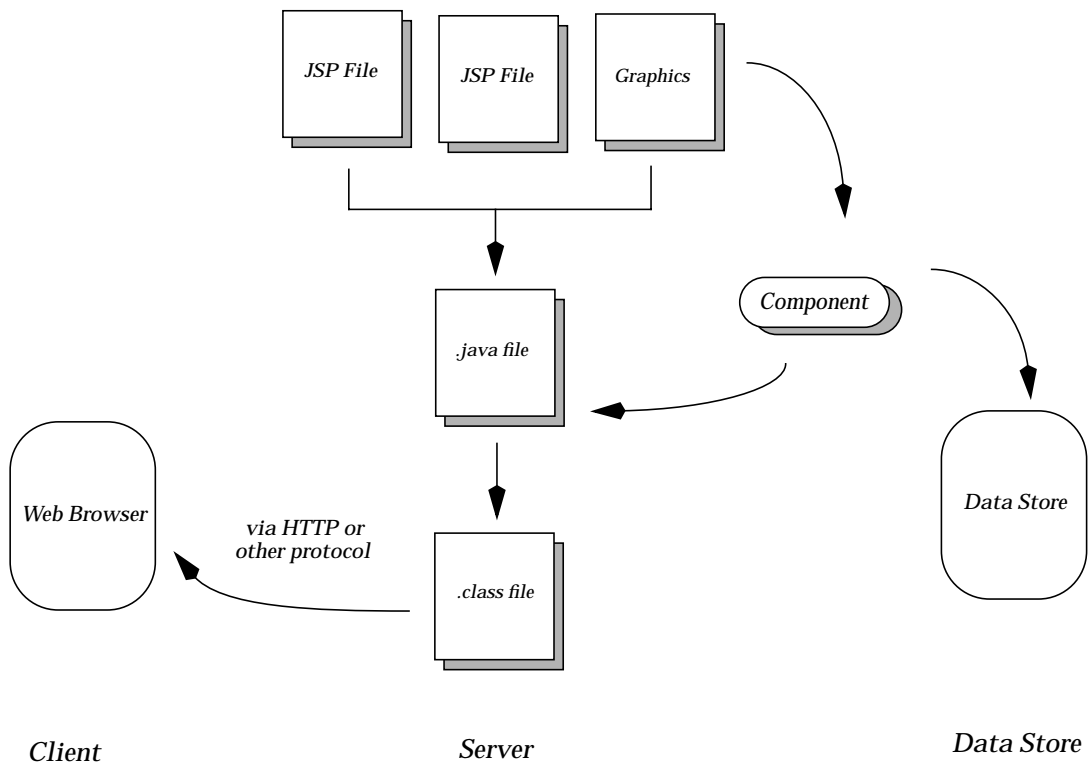 JSP File
JSP File
Graphics
Component
.java file
Web Browser
via HTTP or
other protocol
Data Store
.class file
Client
Server
Data Store